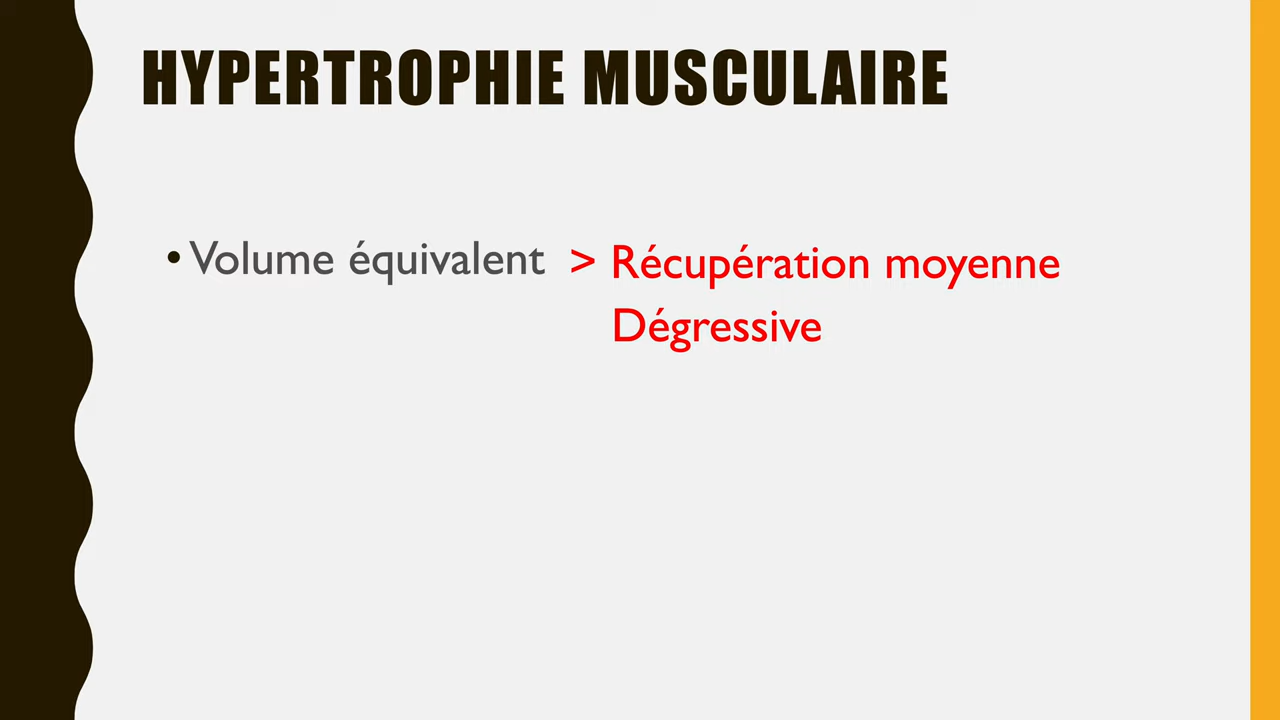 HYPERTROPHIE MUSCULAIRE
• Volume équivalent > Récupération moyenne
Dégressive